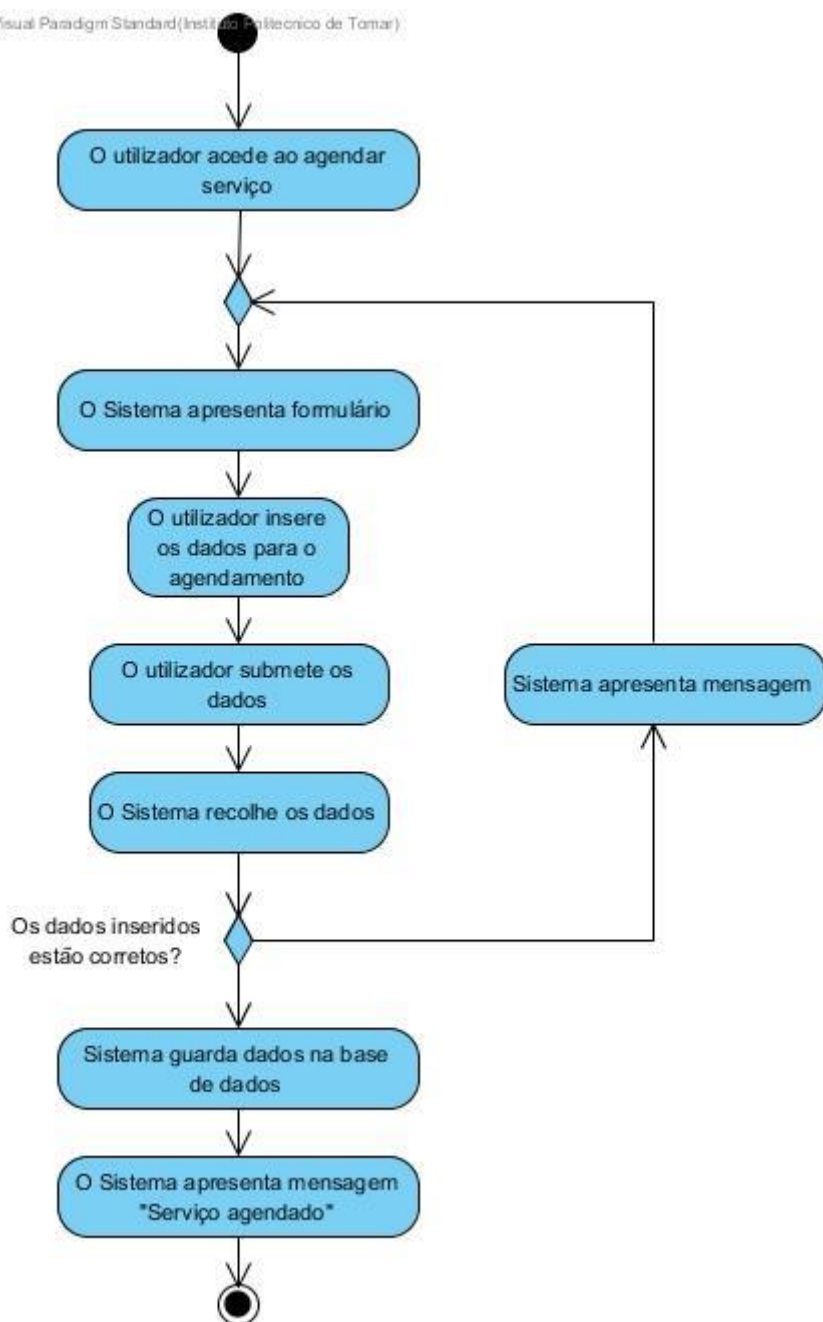 Visual Paradigm Standard(Instituto Politecnico de Tomar)
O utilizador acede ao agendar
serviço
O Sistema apresenta formulário
O utilizador insere
os dados para o
agendamento
O utilizador submete os
dados
Sistema apresenta mensagem
O Sistema recolhe os dados
Os dados inseridos
estão corretos?
Sistema guarda dados na base
de dados
O Sistema apresenta mensagem
"Serviço agendado"